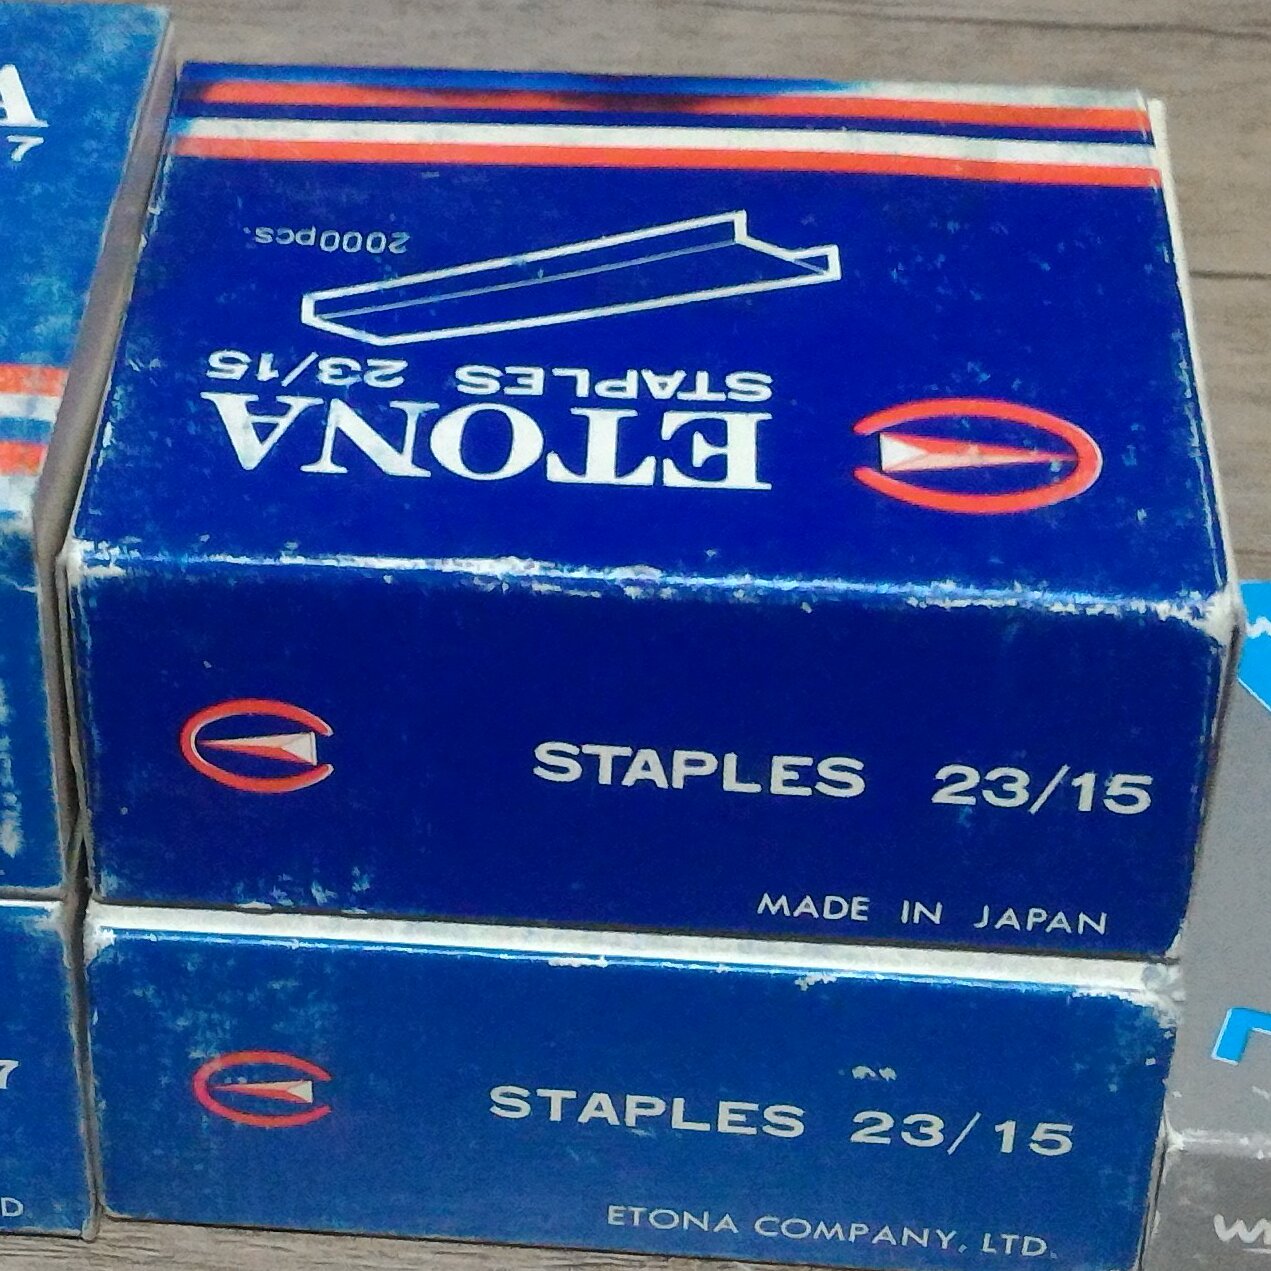 2000pcs.
ETONA
STAPLES 23/15
STAPLES 23/15
MADE IN JAPAN
STAPLES 23/15
ETONA COMPANY, LTD.